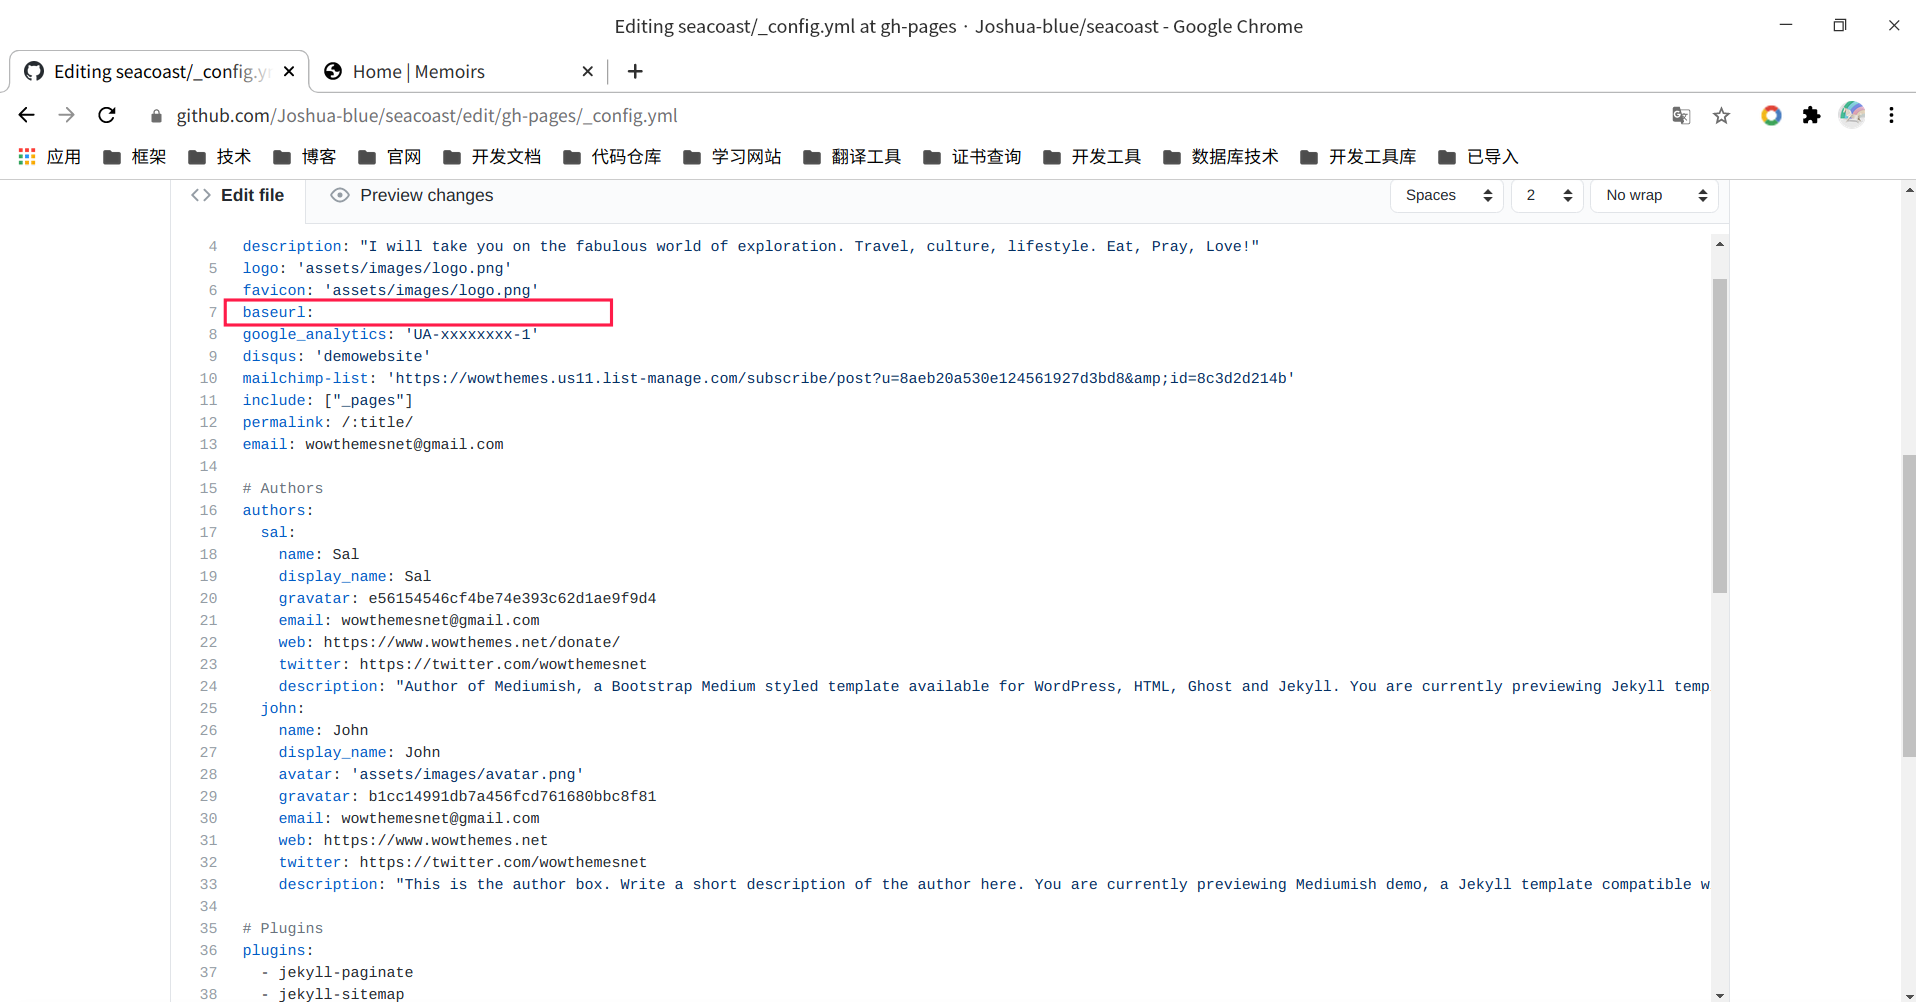 Editing seacoast/_config.yml at gh-pages · Joshua-blue/seacoast - Google Chrome
Editing seacoast/_config.y
Home | Memoirs
github.com/Joshua-blue/seacoast/edit/gh-pages/_config.yml
应用 框架 技术 博客 官网 开发文档 代码仓库 学习网站 翻译工具 证书查询 开发工具 数据库技术 开发工具库 已导入
<> Edit file Preview changes Spaces 2 No wrap
4 description: "I will take you on the fabulous world of exploration. Travel, culture, lifestyle. Eat, Pray, Love!"
5 logo: 'assets/images/logo.png'
6 favicon: 'assets/images/logo.png'
7 baseurl:
8 google_analytics: 'UA-xxxxxxxx-1'
9 disqus: 'demowebsite'
10 mailchimp-list: 'https://wowthemes.us11.list-manage.com/subscribe/post?u=8aeb20a530e124561927d3bd8&amp;id=8c3d2d214b'
11 include: ["_pages"]
12 permalink: /:title/
13 email: wowthemesnet@gmail.com
14
15 # Authors
16 authors:
17 sal:
18 name: Sal
19 display_name: Sal
20 gravatar: e56154546cf4be74e393c62d1ae9f9d4
21 email: wowthemesnet@gmail.com
22 web: https://www.wowthemes.net/donate/
23 twitter: https://twitter.com/wowthemesnet
24 description: "Author of Mediumish, a Bootstrap Medium styled template available for WordPress, HTML, Ghost and Jekyll. You are currently previewing Jekyll temp
25 john:
26 name: John
27 display_name: John
28 avatar: 'assets/images/avatar.png'
29 gravatar: b1cc14991db7a456fcd761680bbc8f81
30 email: wowthemesnet@gmail.com
31 web: https://www.wowthemes.net
32 twitter: https://twitter.com/wowthemesnet
33 description: "This is the author box. Write a short description of the author here. You are currently previewing Mediumish demo, a Jekyll template compatible w
34
35 # Plugins
36 plugins:
37 - jekyll-paginate
38 - jekyll-sitemap